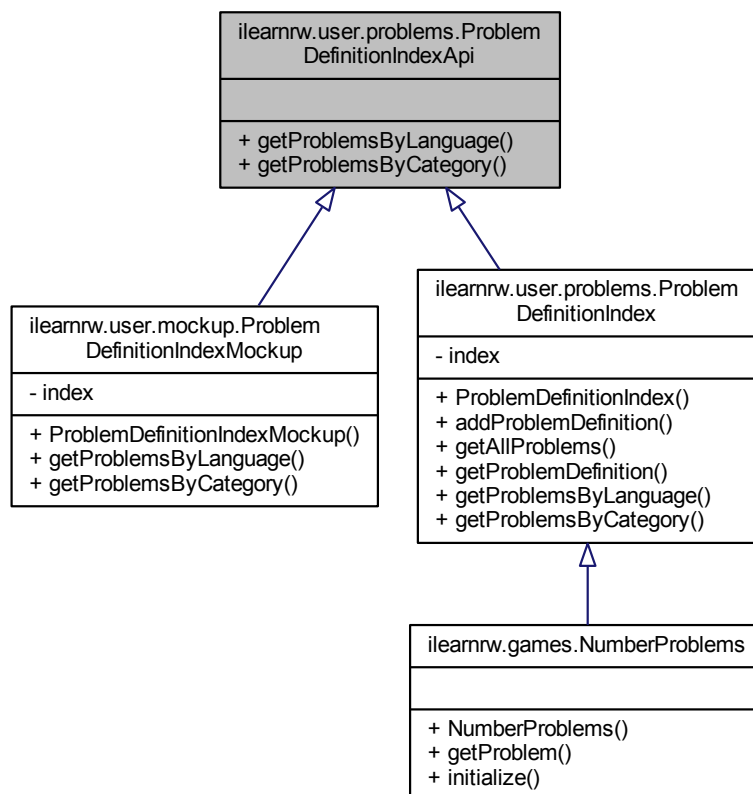 ilearnrw.user.problems.Problem
DefinitionIndexApi
+ getProblemsByLanguage()
+ getProblemsByCategory()
ilearnrw.user.mockup.Problem
DefinitionIndexMockup
- index
+ ProblemDefinitionIndexMockup()
+ getProblemsByLanguage()
+ getProblemsByCategory()
ilearnrw.user.problems.Problem
DefinitionIndex
- index
+ ProblemDefinitionIndex()
+ addProblemDefinition()
+ getAllProblems()
+ getProblemDefinition()
+ getProblemsByLanguage()
+ getProblemsByCategory()
ilearnrw.games.NumberProblems
+ NumberProblems()
+ getProblem()
+ initialize()